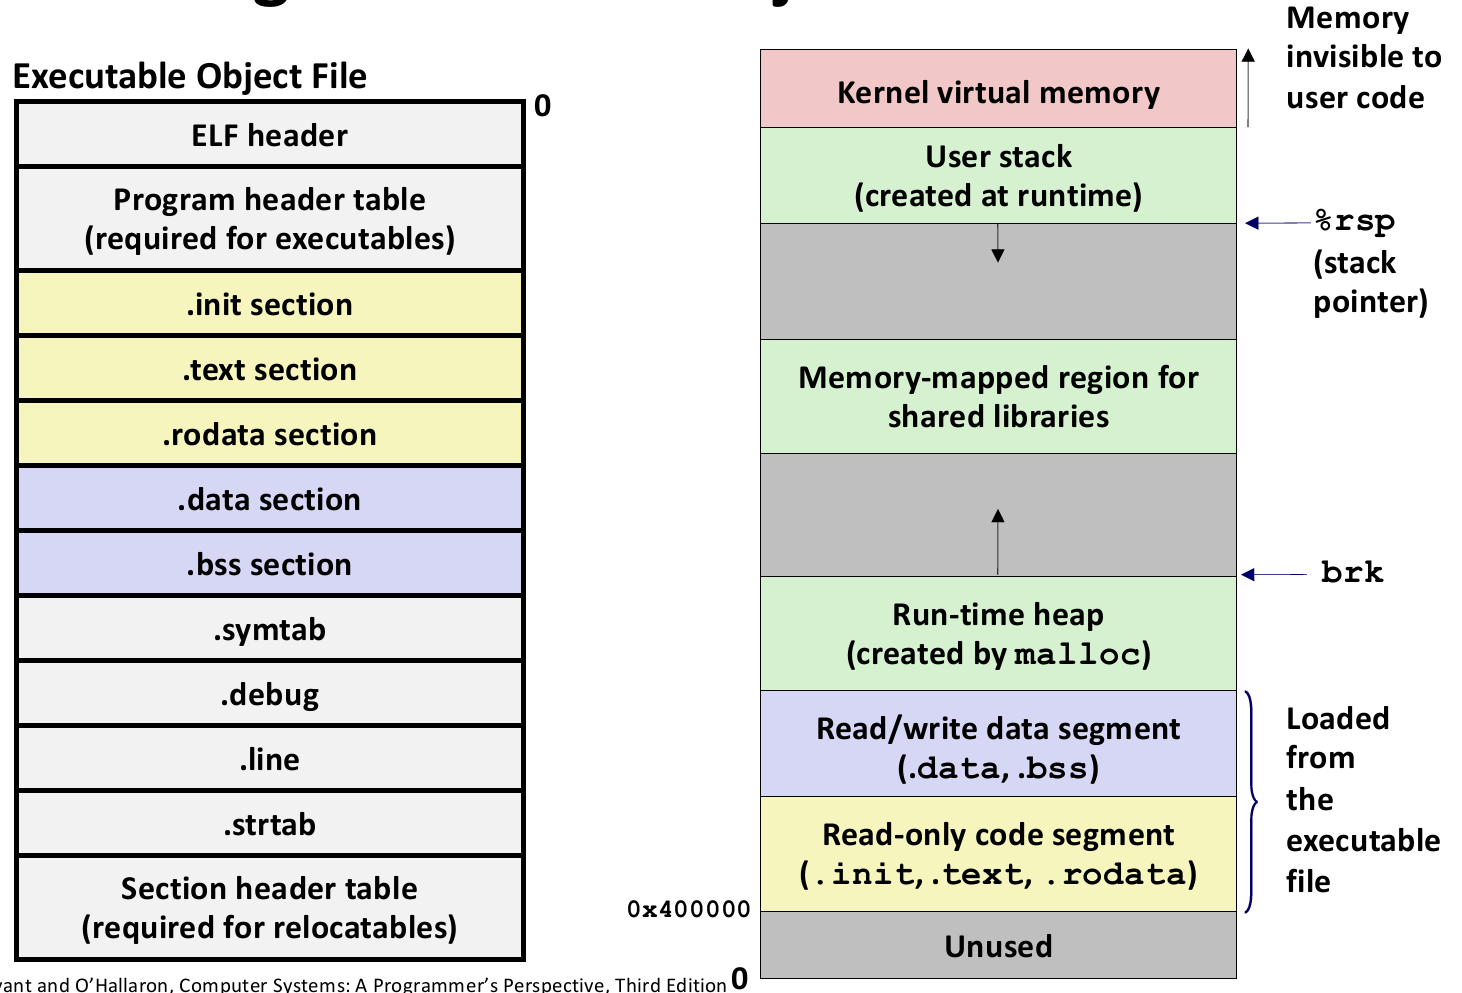 Executable Object File
0
ELF header
Program header table
(required for executables)
.init section
.text section
.rodata section
.data section
.bss section
.symtab
.debug
.line
.strtab
Section header table
(required for relocatables)
Kernel virtual memory
Memory
invisible to
user code
User stack
(created at runtime)
%rsp
(stack
pointer)
Memory-mapped region for
shared libraries
brk
Run-time heap
(created by malloc)
Read/write data segment
(.data, .bss)
Read-only code segment
(.init, .text, .rodata)
Loaded
from
the
executable
file
0x400000
Unused
0
and O'Hallaron, Computer Systems: A Programmer's Perspective, Third Edition